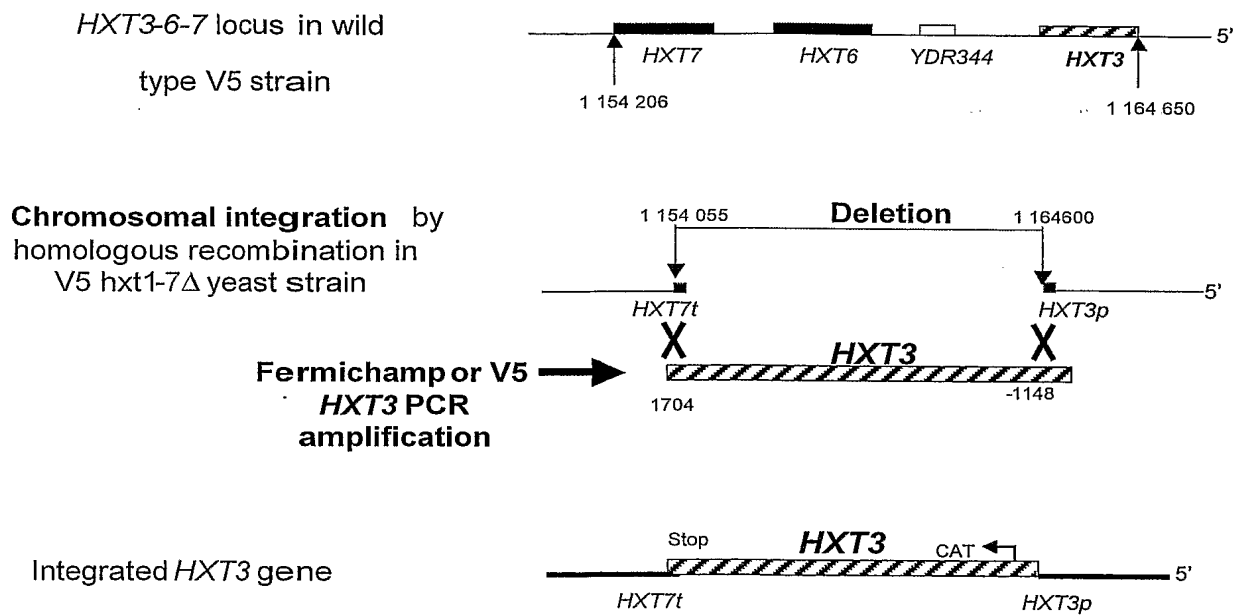 HXT3-6-7 locus in wild
type V5 strain
5'
HXT7
HXT6
YDR344
HXT3
1 154 206
1 164 650
Chromosomal integration by
homologous recombination in
V5 hxt1-7Δ yeast strain
1 154 055
Deletion
1 164600
5'
HXT7t
HXT3p
X
X
HXT3
Fermichamp or V5
HXT3 PCR
amplification
1704
-1148
Integrated HXT3 gene
Stop
HXT3
CAT
5'
HXT7t
HXT3p